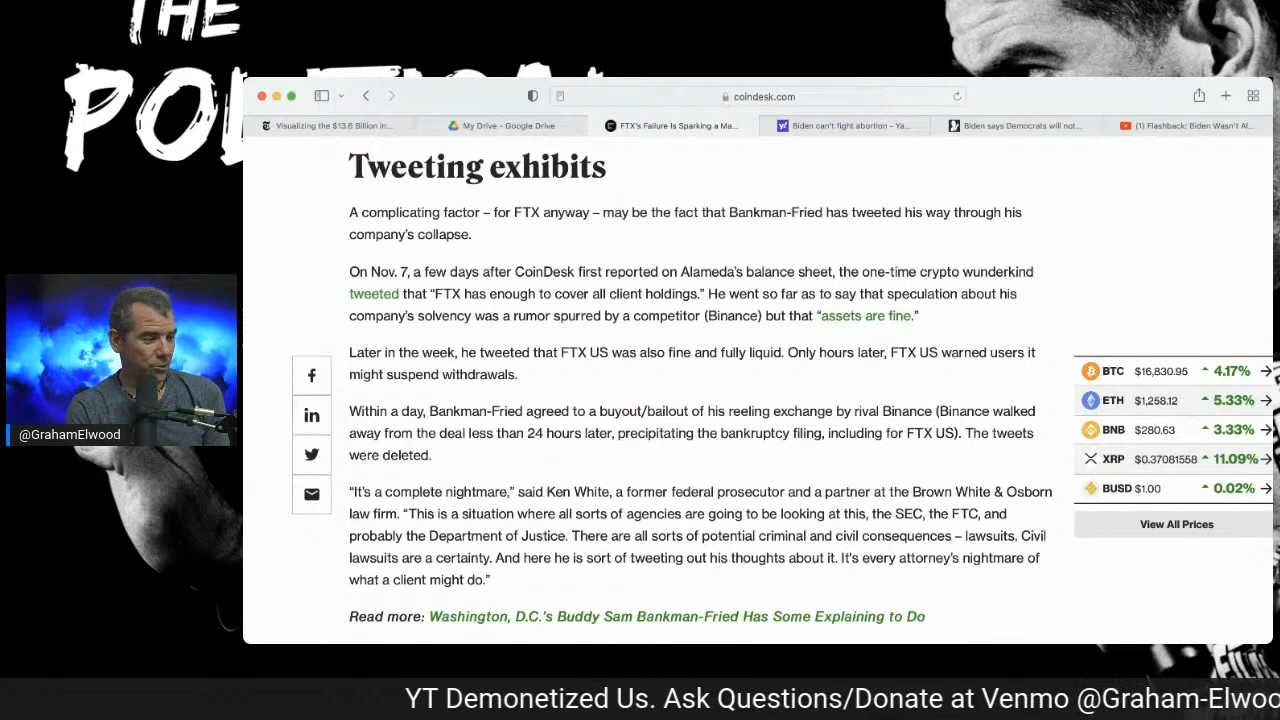 THE
coindesk.com
Visualizing the $13.6 Billion in...
My Drive - Google Drive
FTX's Failure Is Sparking a Ma...
Biden can't fight abortion - Ya...
Biden says Democrats will not...
(1) Flashback: Biden Wasn't Al...
Tweeting exhibits
A complicating factor – for FTX anyway – may be the fact that Bankman-Fried has tweeted his way through his
company's collapse.
On Nov. 7, a few days after CoinDesk first reported on Alameda's balance sheet, the one-time crypto wunderkind
tweeted that “FTX has enough to cover all client holdings.” He went so far as to say that speculation about his
company's solvency was a rumor spurred by a competitor (Binance) but that “assets are fine.”
Later in the week, he tweeted that FTX US was also fine and fully liquid. Only hours later, FTX US warned users it
might suspend withdrawals.
Within a day, Bankman-Fried agreed to a buyout/bailout of his reeling exchange by rival Binance (Binance walked
away from the deal less than 24 hours later, precipitating the bankruptcy filing, including for FTX US). The tweets
were deleted.
“It's a complete nightmare,” said Ken White, a former federal prosecutor and a partner at the Brown White & Osborn
law firm. “This is a situation where all sorts of agencies are going to be looking at this, the SEC, the FTC, and
probably the Department of Justice. There are all sorts of potential criminal and civil consequences – lawsuits. Civil
lawsuits are a certainty. And here he is sort of tweeting out his thoughts about it. It's every attorney's nightmare of
what a client might do.”
Read more: Washington, D.C.'s Buddy Sam Bankman-Fried Has Some Explaining to Do
BTC $16,830.95 4.17%
ETH $1,258.12 5.33%
BNB $280.63 3.33%
XRP $0.37081558 11.09%
BUSD $1.00 0.02%
View All Prices
@GrahamElwood
YT Demonetized Us. Ask Questions/Donate at Venmo @Graham-Elwoo